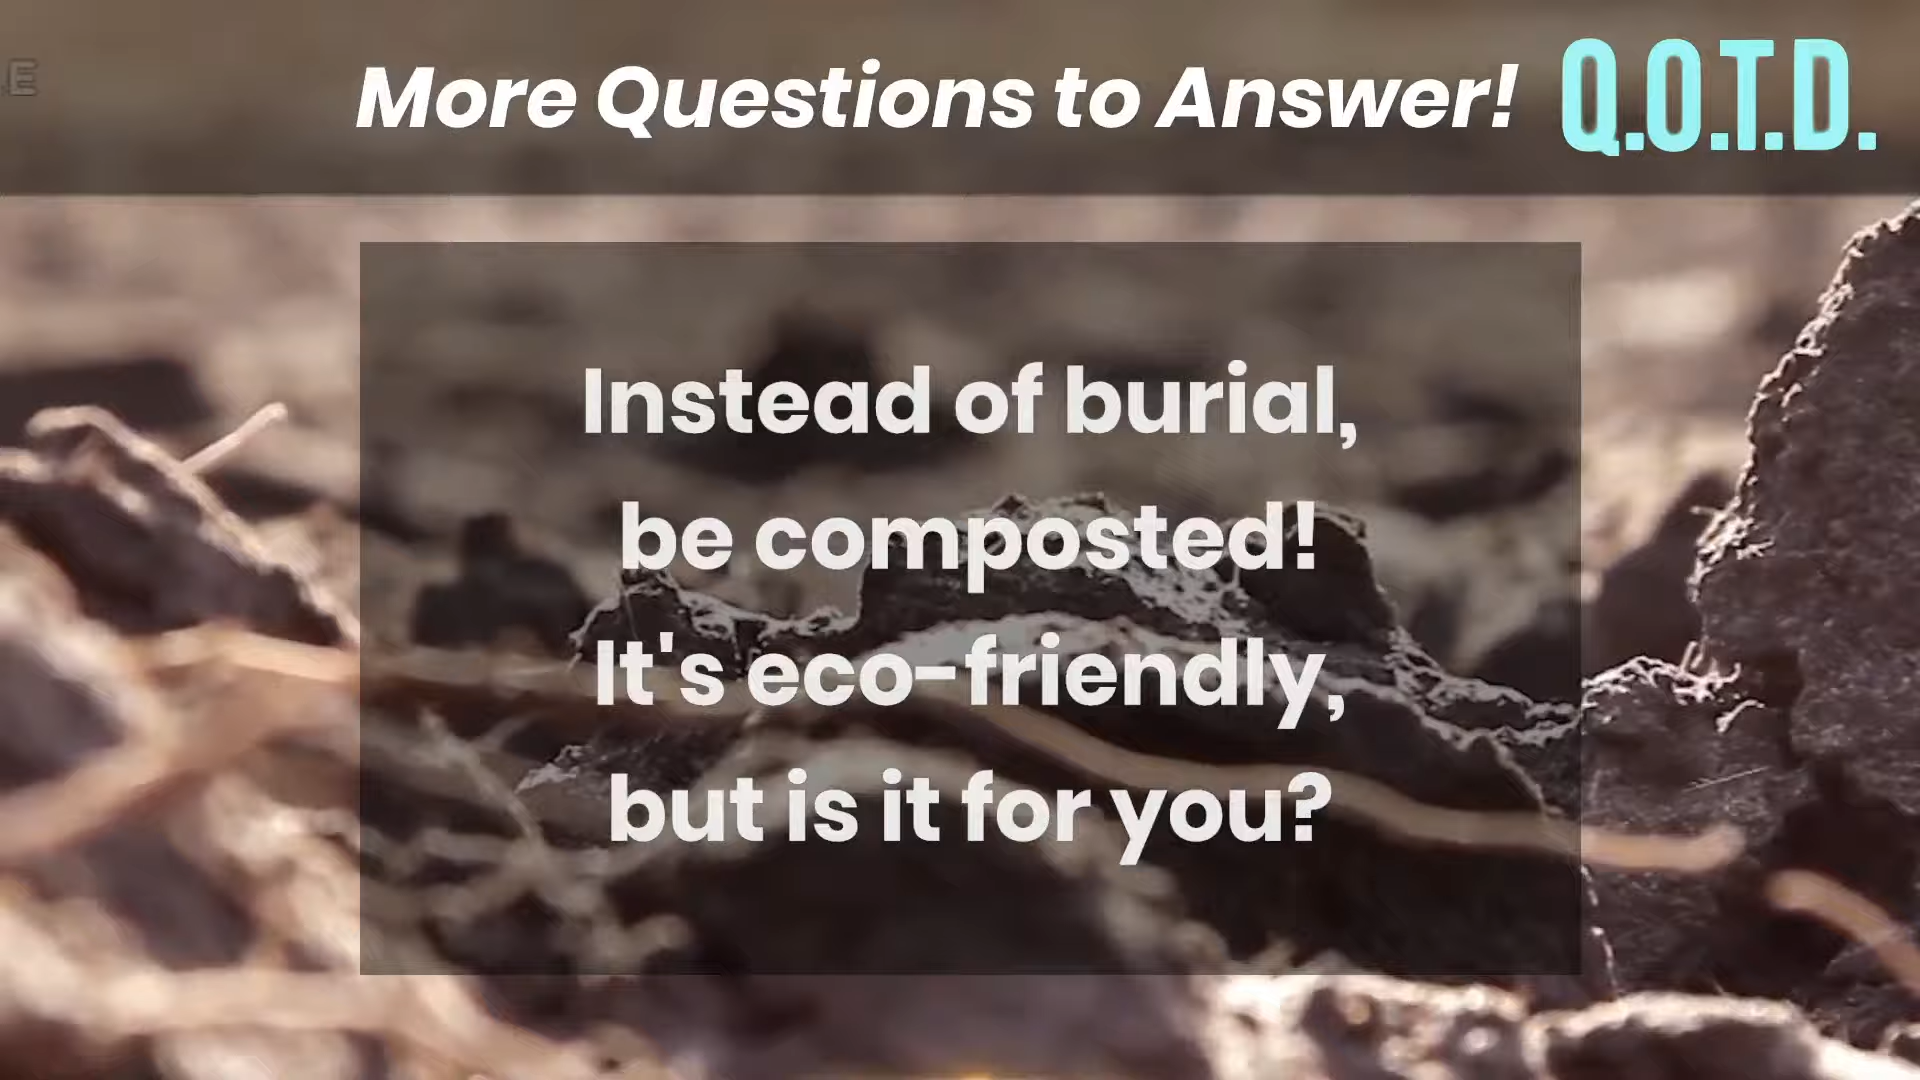 More Questions to Answer! Q.O.T.D.
Instead of burial,
be composted!
It's eco-friendly,
but is it for you?